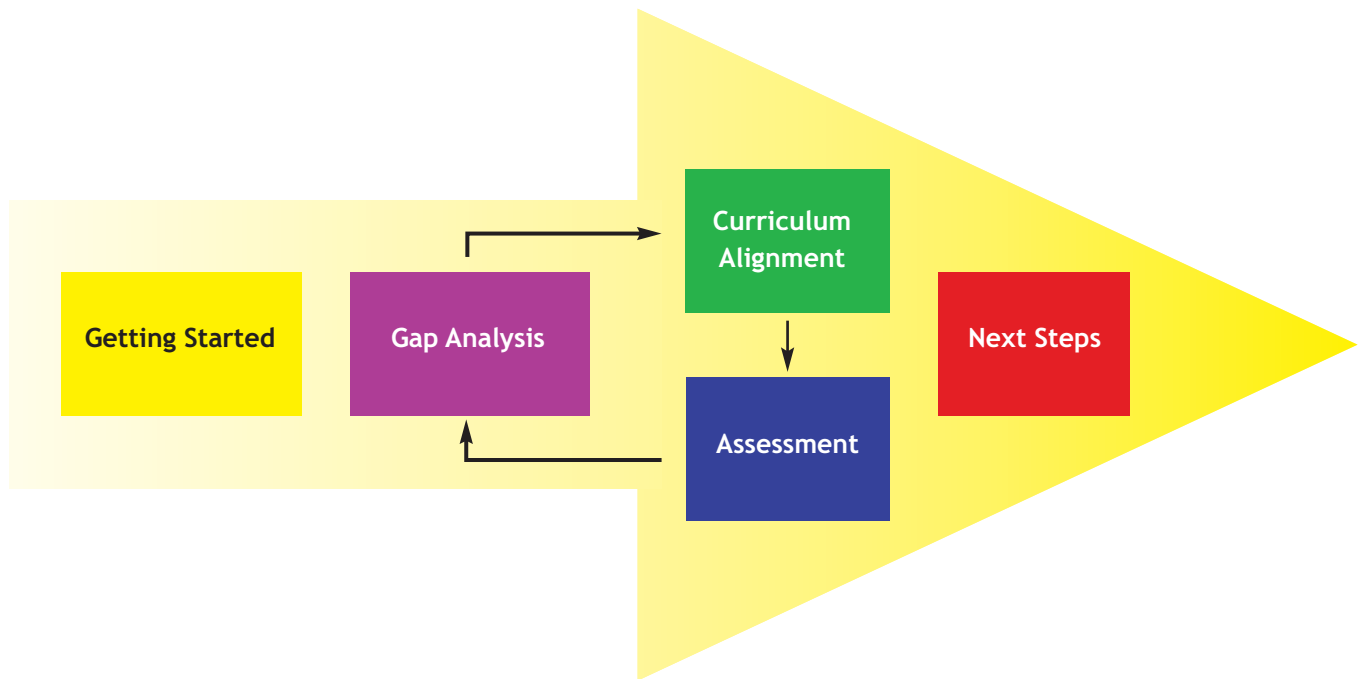 Getting Started
Gap Analysis
Curriculum
Alignment
Assessment
Next Steps